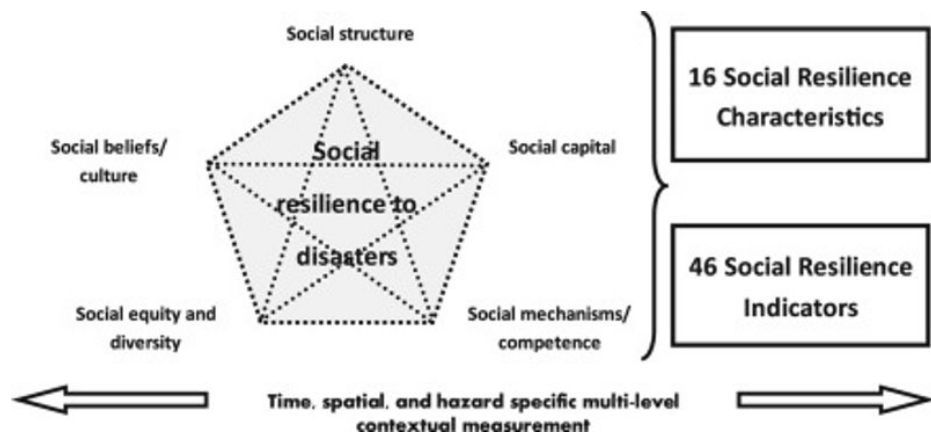 Social structure
Social beliefs/
culture
Social capital
Social
resilience to
disasters
Social equity and
diversity
Social mechanisms/
competence
16 Social Resilience
Characteristics
46 Social Resilience
Indicators
Time, spatial, and hazard specific multi-level
contextual measurement